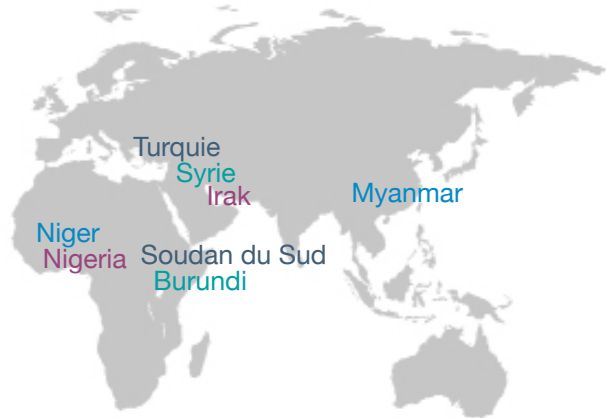 Turquie
Syrie
Irak
Myanmar
Niger
Nigeria
Soudan du Sud
Burundi